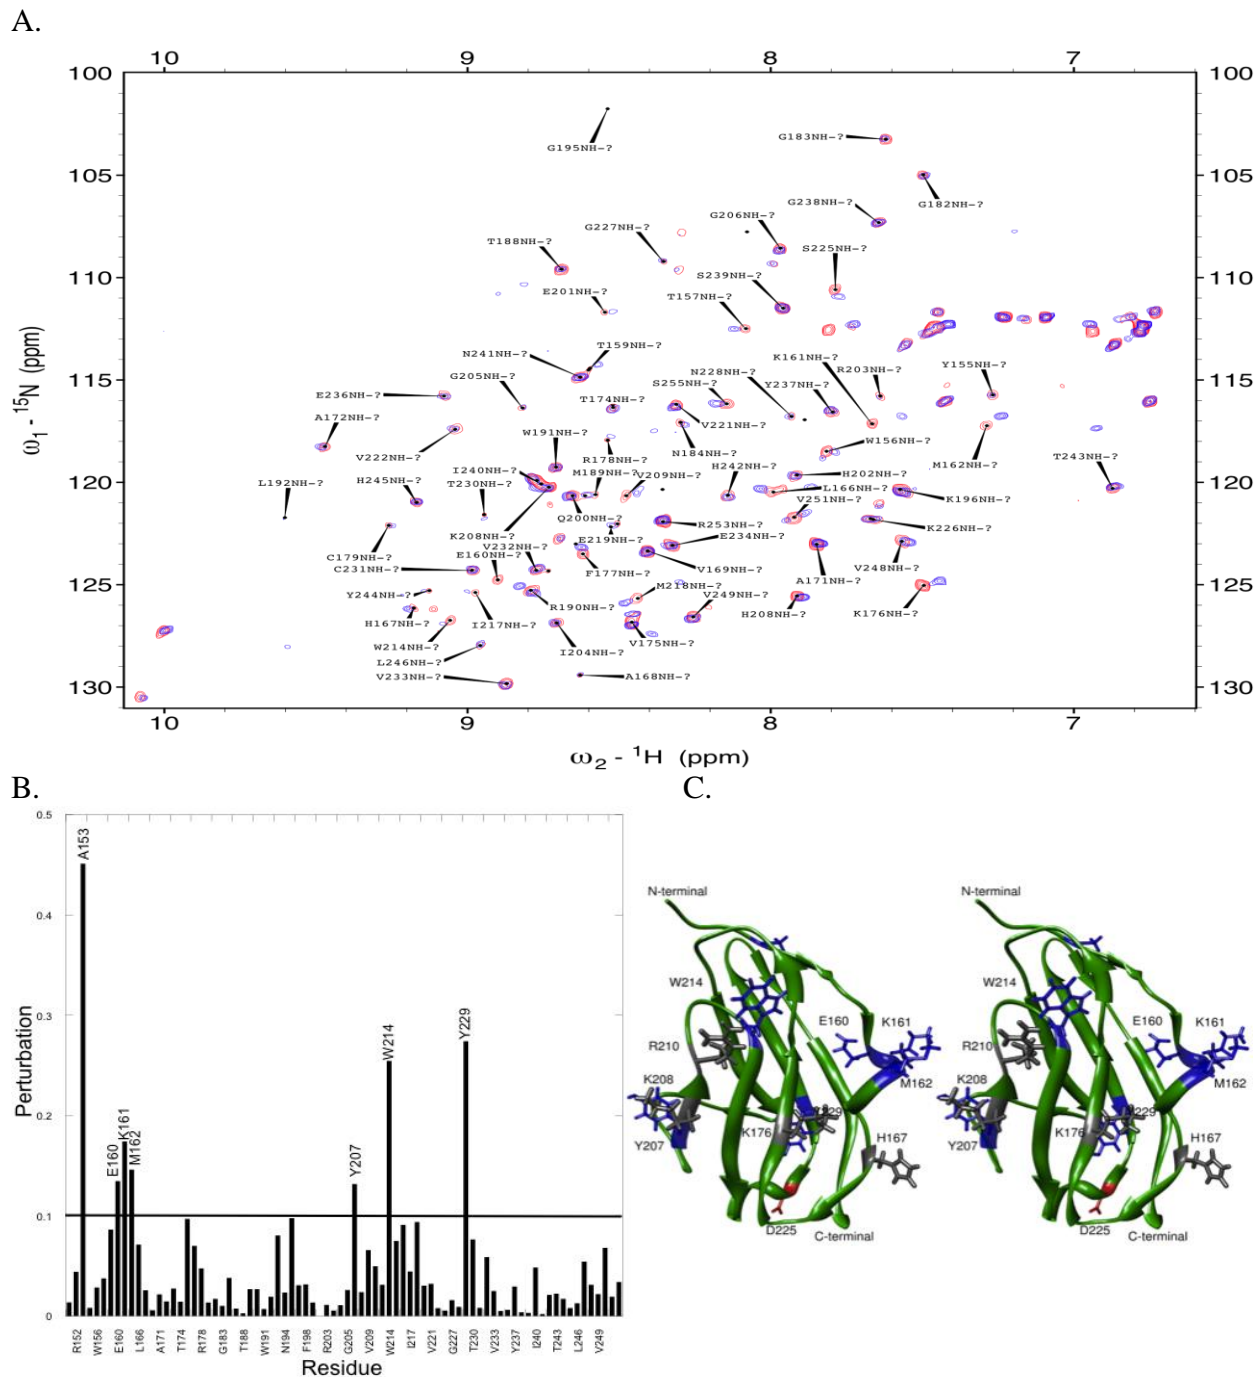 A.
10 9 8 7
100 100
G195NH-?
G183NH-?
105 105
G182NH-?
G238NH-?
G206NH-?
G227NH-?
T188NH-?
S225NH-?
110 110
S239NH-?
E201NH-?
T157NH-?
N241NH-?
T159NH-?
K161NH-?
R203NH-?
Y155NH-?
N228NH-?
G205NH-?
S255NH-?
Y237NH-?
115 115
E236NH-?
T174NH-?
A172NH-?
V221NH-?
W191NH-?
N184NH-?
W156NH-?
V222NH-?
R178NH-?
M162NH-?
T243NH-?
I240NH-?
M189NH-?
V209NH-?
H242NH-?
H202NH-?
L192NH-?
H245NH-?
T230NH-?
L166NH-?
120 120
V251NH-?
K196NH-?
Q200NH-?
R253NH-?
K226NH-?
K208NH-?
E219NH-?
E234NH-?
V232NH-?
C179NH-?
E160NH-?
F177NH-?
V169NH-?
V248NH-?
C231NH-?
A171NH-?
125 125
M218NH-?
Y244NH-?
R190NH-?
V249NH-?
H208NH-?
K176NH-?
H167NH-?
I217NH-?
W214NH-?
V175NH-?
I204NH-?
L246NH-?
V233NH-?
A168NH-?
130 130
10 9 8 7
ω1 - 15N (ppm)
ω2 - 1H (ppm)
B.
0.5
0.4
0.3
0.2
0.1
0
Perturbation
A153
E160
K161
M162
Y207
W214
Y229
R152 W156 E160 L166 A171 T174 R178 G183 T188 W191 N194 F198 R203 G205 V209 W214 I217 V221 G227 T230 V233 Y237 I240 T243 L246 V249
Residue
C.
N-terminal N-terminal
W214 W214
E160 K161 E160 K161
R210 R210
M162 M162
K208 K208
K176 K176
Y207 Y207
H167 H167
D225 C-terminal D225 C-terminal